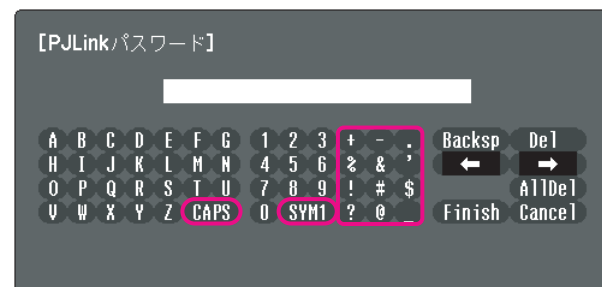 [PJLinkパスワード]
A B C D E F G 1 2 3 + - . Backsp Del
H I J K L M N 4 5 6 % & ' ← →
O P Q R S T U 7 8 9 ! # $ AllDel
V W X Y Z CAPS 0 SYM1 ? @ _ Finish Cancel